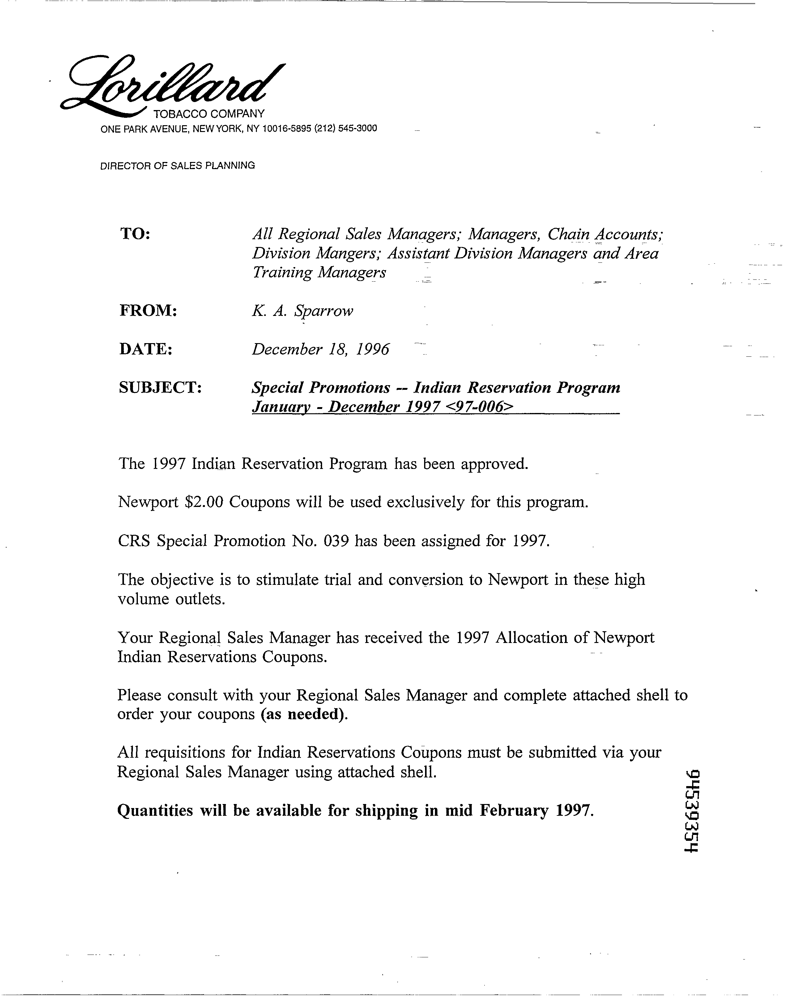 Lorillard
TOBACCO COMPANY
ONE PARK AVENUE, NEW YORK, NY 10016-5895 (212) 545-3000
DIRECTOR OF SALES PLANNING
TO: All Regional Sales Managers; Managers, Chain Accounts;
Division Mangers; Assistant Division Managers and Area
Training Managers
FROM: K. A. Sparrow
DATE: December 18, 1996
SUBJECT: Special Promotions -- Indian Reservation Program
January - December 1997 <97-006>
The 1997 Indian Reservation Program has been approved.
Newport $2.00 Coupons will be used exclusively for this program.
CRS Special Promotion No. 039 has been assigned for 1997.
The objective is to stimulate trial and conversion to Newport in these high
volume outlets.
Your Regional Sales Manager has received the 1997 Allocation of Newport
Indian Reservations Coupons.
Please consult with your Regional Sales Manager and complete attached shell to
order your coupons (as needed).
All requisitions for Indian Reservations Coupons must be submitted via your
Regional Sales Manager using attached shell.
Quantities will be available for shipping in mid February 1997.
94539354